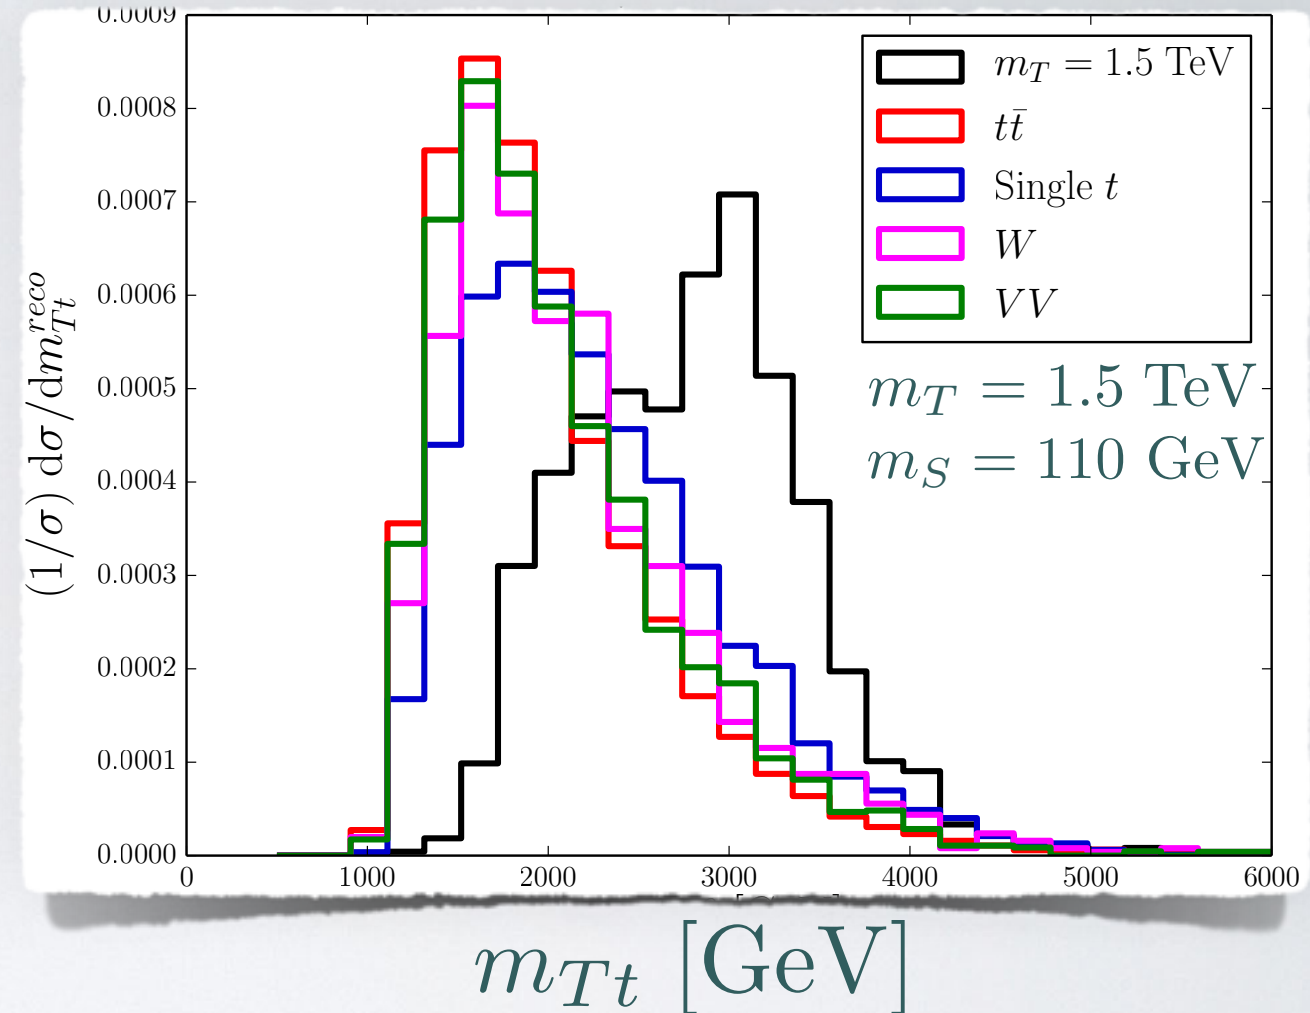 0.0009
0.0008
0.0007
0.0006
0.0005
0.0004
0.0003
0.0002
0.0001
0.0000
(1/σ) dσ/dm_{Tt}^{reco}
m_T = 1.5 TeV
tt̄
Single t
W
VV
m_T = 1.5 TeV
m_S = 110 GeV
0 1000 2000 3000 4000 5000 6000
m_{Tt} [GeV]